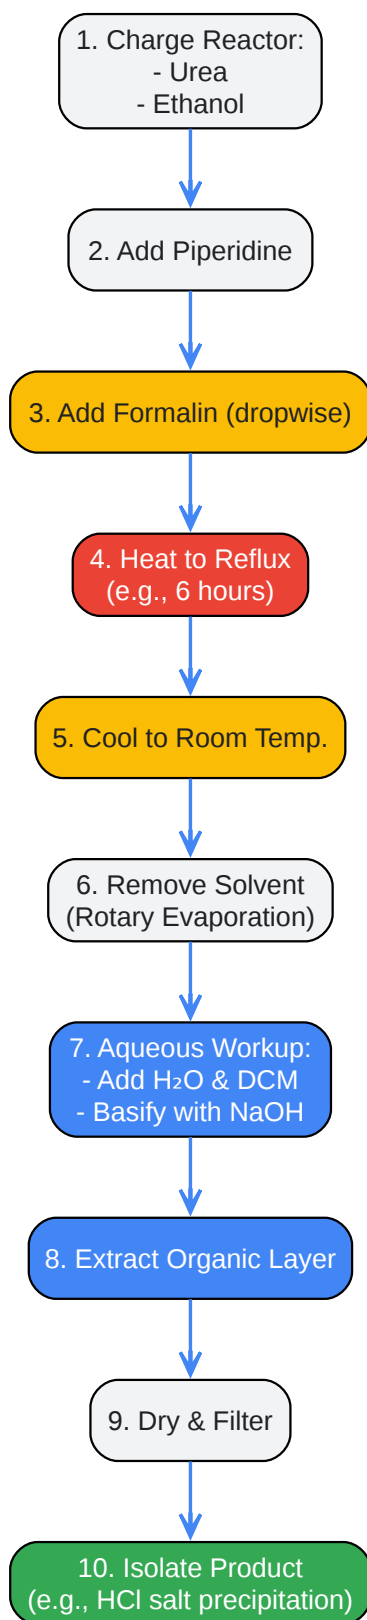 1. Charge Reactor:
- Urea
- Ethanol
2. Add Piperidine
3. Add Formalin (dropwise)
4. Heat to Reflux
(e.g., 6 hours)
5. Cool to Room Temp.
6. Remove Solvent
(Rotary Evaporation)
7. Aqueous Workup:
- Add H₂O & DCM
- Basify with NaOH
8. Extract Organic Layer
9. Dry & Filter
10. Isolate Product
(e.g., HCl salt precipitation)